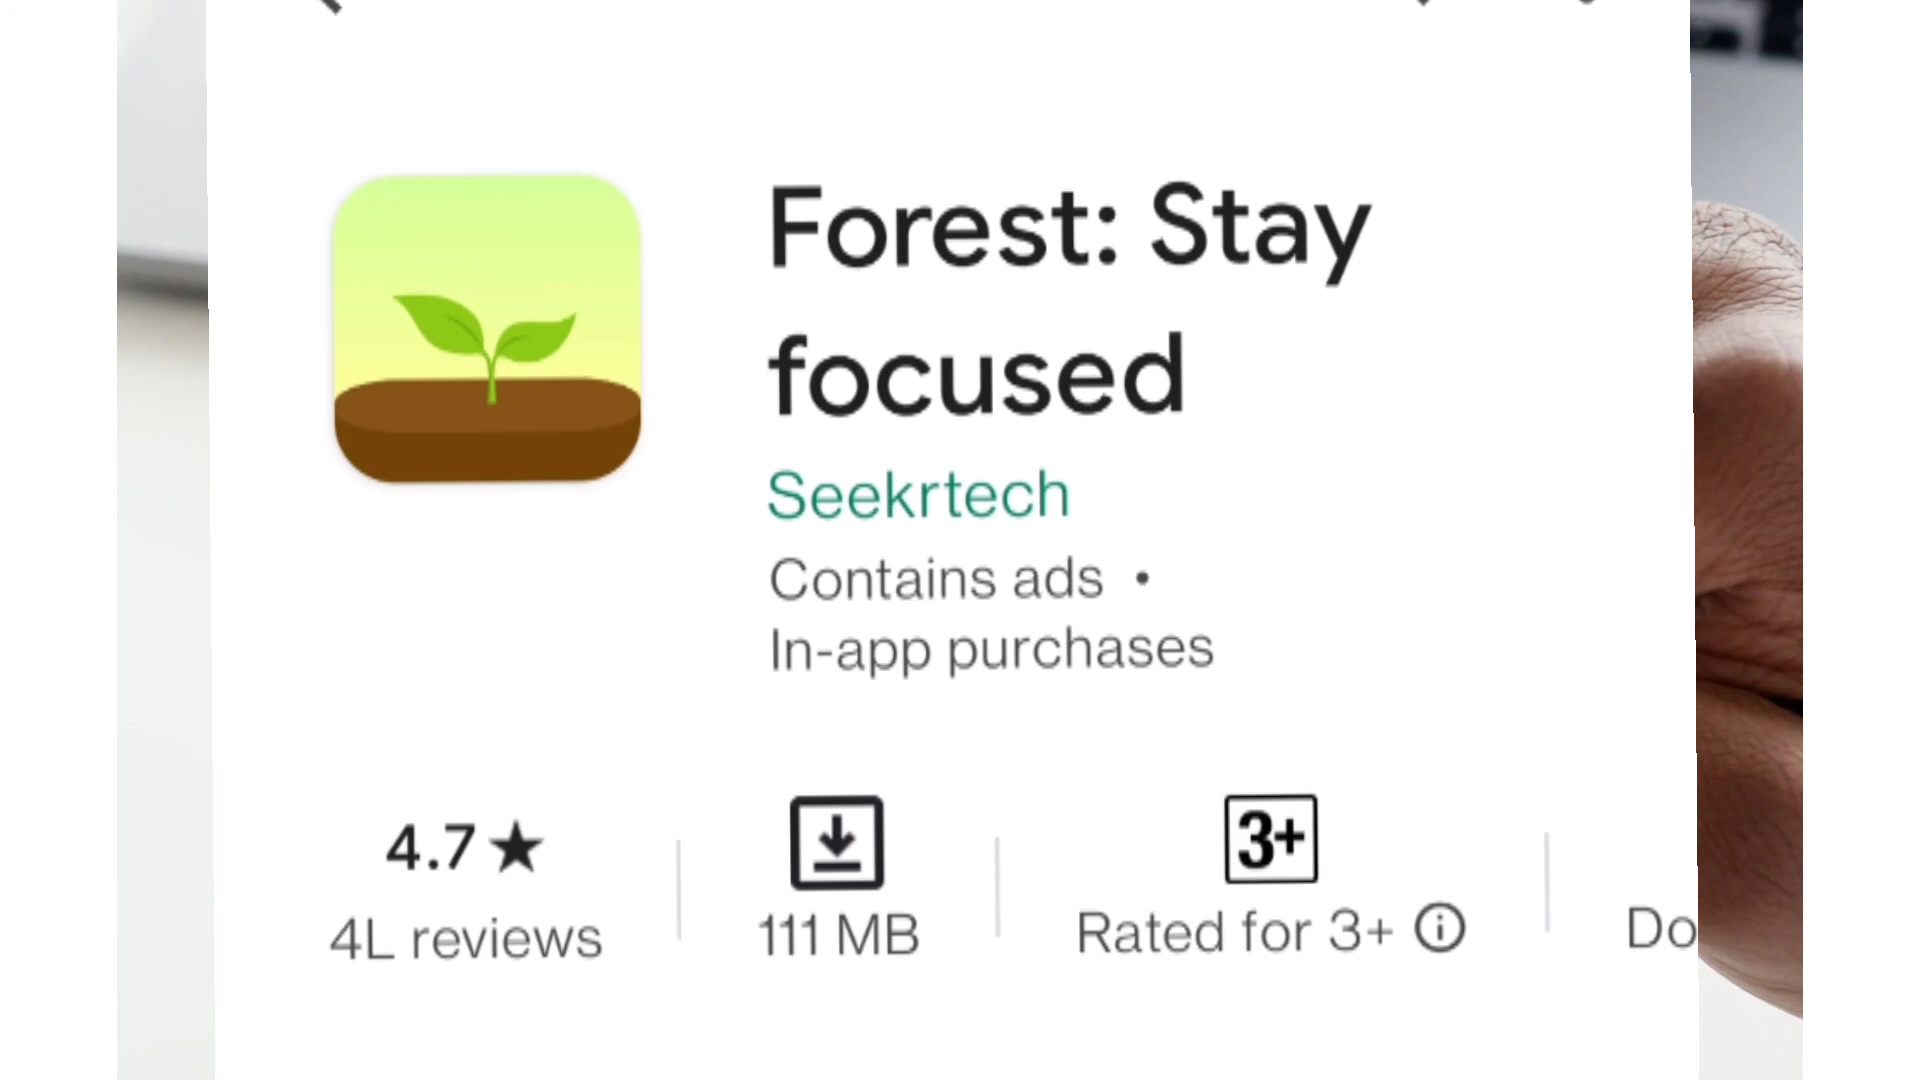 Forest: Stay
focused
Seekrtech
Contains ads •
In-app purchases
4.7★
4L reviews
111 MB
3+
Rated for 3+
Do